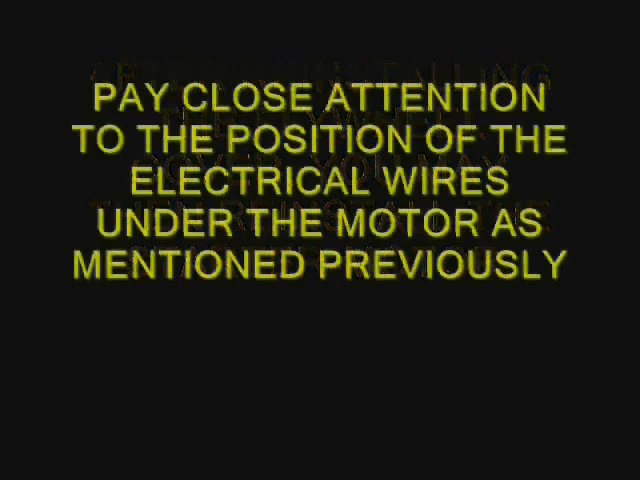 PAY CLOSE ATTENTION
TO THE POSITION OF THE
ELECTRICAL WIRES
UNDER THE MOTOR AS
MENTIONED PREVIOUSLY